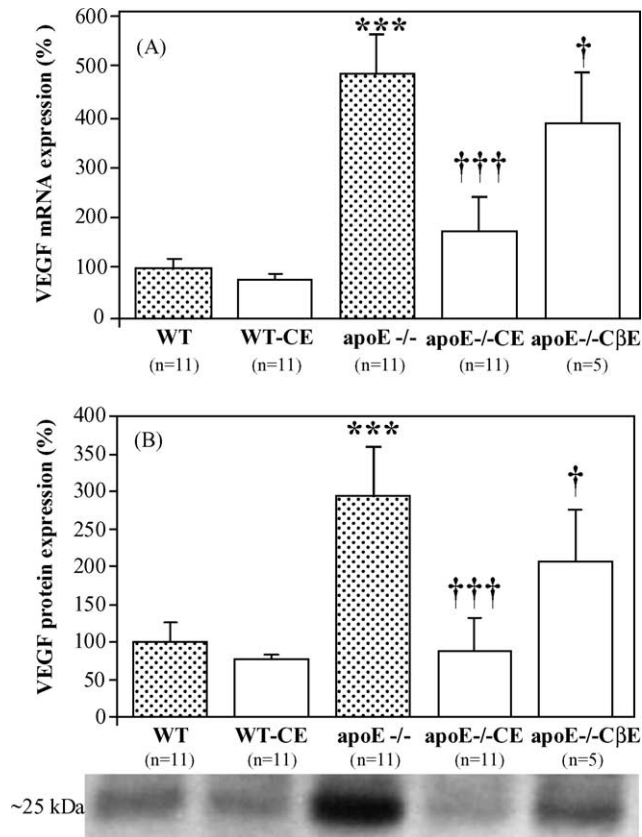 (A)
VEGF mRNA expression (%)
600
500
400
300
200
100
0
***
†††
†
WT WT-CE apoE -/- apoE-/-CE apoE-/-CβE
(n=11) (n=11) (n=11) (n=11) (n=5)
(B)
VEGF protein expression (%)
400
350
300
250
200
150
100
50
0
***
†††
†
WT WT-CE apoE -/- apoE-/-CE apoE-/-CβE
(n=11) (n=11) (n=11) (n=11) (n=5)
~25 kDa